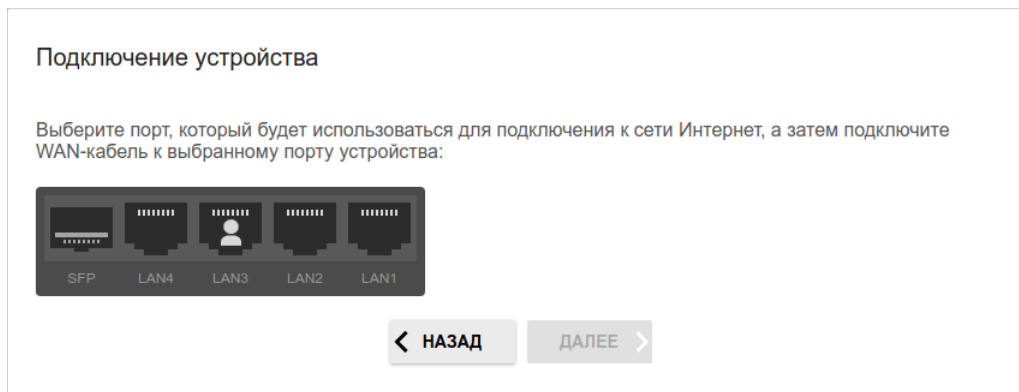 Подключение устройства
Выберите порт, который будет использоваться для подключения к сети Интернет, а затем подключите
WAN-кабель к выбранному порту устройства:
SFP LAN4 LAN3 LAN2 LAN1
НАЗАД ДАЛЕЕ